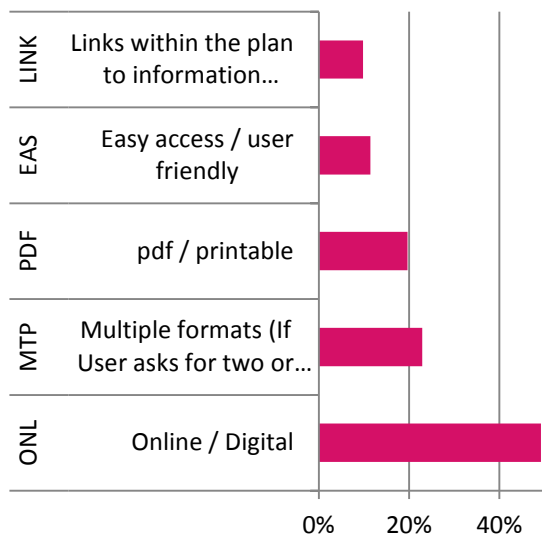 LINK
Links within the plan
to information...
EAS
Easy access / user
friendly
PDF
pdf / printable
MTP
Multiple formats (If
User asks for two or...
ONL
Online / Digital
0%
20%
40%